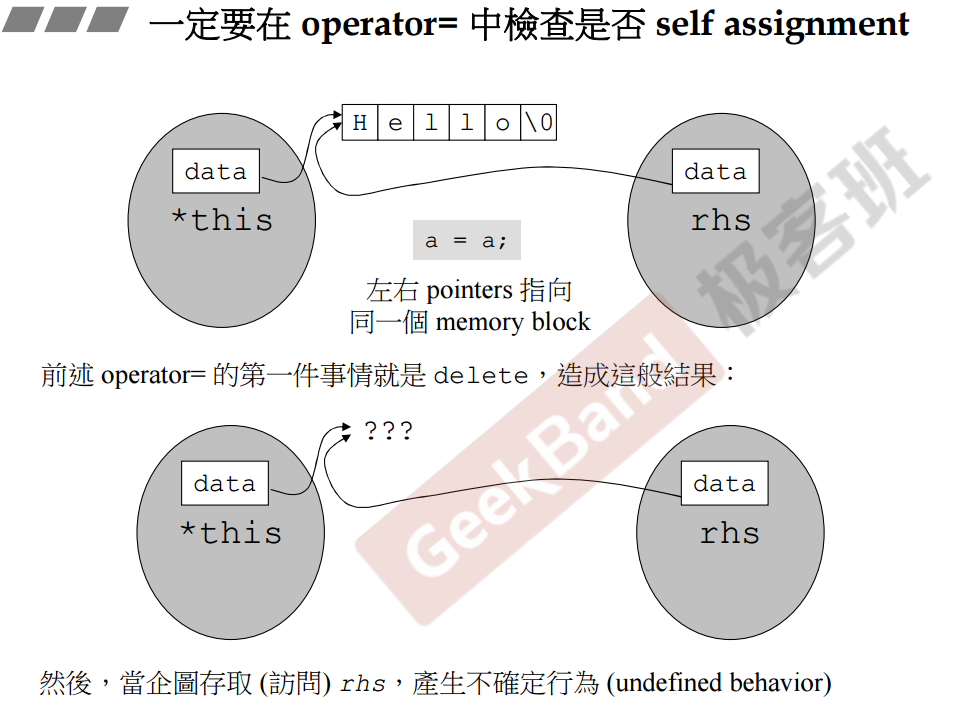 一定要在 operator= 中檢查是否 self assignment
H e l l o \0
data
data
*this
rhs
a = a;
左右 pointers 指向
同一個 memory block
前述 operator= 的第一件事情就是 delete，造成這般結果：
???
data
data
*this
rhs
然後，當企圖存取 (訪問) rhs，產生不確定行為 (undefined behavior)
GeekBand
极客班